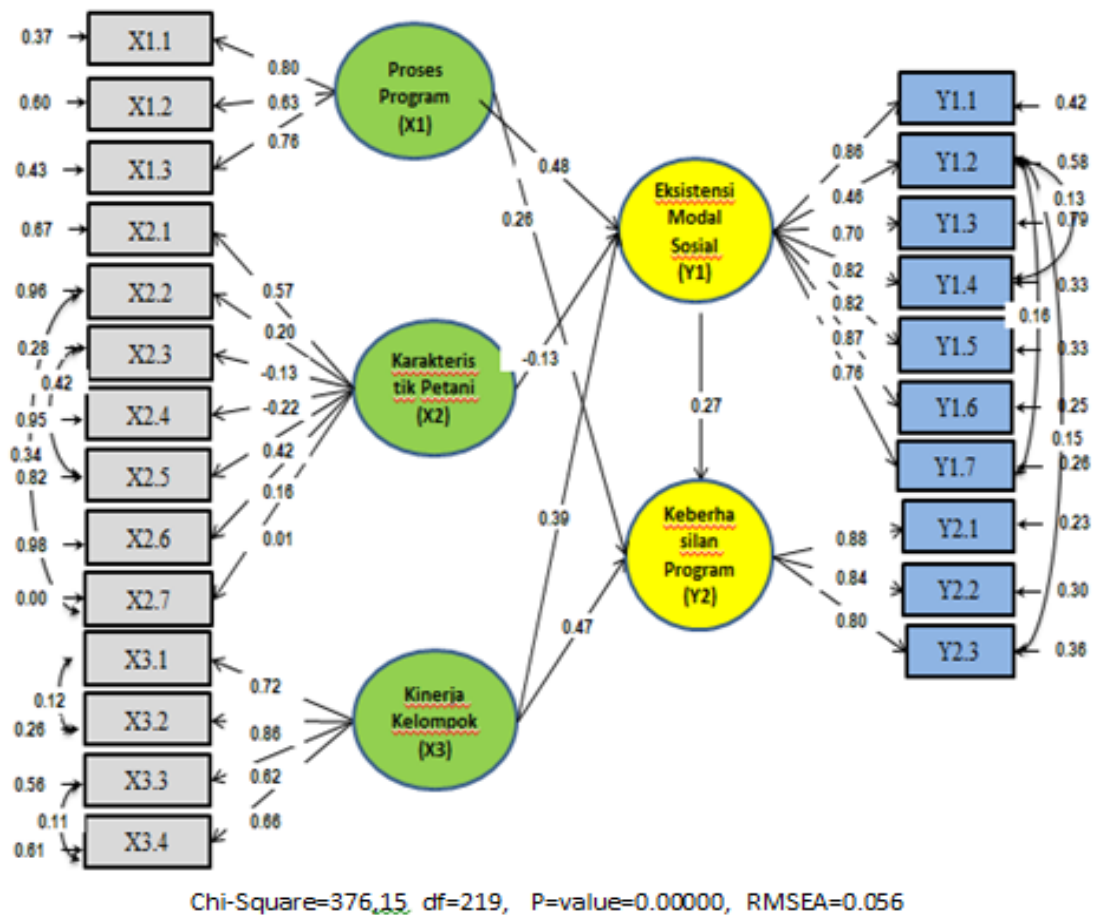 0.37
X1.1
0.60
X1.2
0.43
X1.3
0.67
X2.1
0.96
X2.2
0.28
X2.3
0.42
0.95
X2.4
0.34
0.82
X2.5
0.98
X2.6
0.00
X2.7
X3.1
0.12
0.26
X3.2
0.56
X3.3
0.11
0.61
X3.4
0.80
0.63
0.76
0.57
0.20
-0.13
-0.22
0.42
0.16
0.01
0.72
0.86
0.62
0.66
Proses
Program
(X1)
Karakteris
tik Petani
(X2)
Kinerja
Kelompok
(X3)
0.48
0.26
-0.13
0.39
0.47
0.27
Eksistensi
Modal
Sosial
(Y1)
Keberha
silan
Program
(Y2)
0.86
0.46
0.70
0.82
0.82
0.87
0.76
0.88
0.84
0.80
Y1.1
0.42
Y1.2
0.58
0.13
Y1.3
0.79
Y1.4
0.33
0.16
Y1.5
0.33
Y1.6
0.25
0.15
Y1.7
0.26
Y2.1
0.23
Y2.2
0.30
Y2.3
0.36
Chi-Square=376,15 df=219, P=value=0.00000, RMSEA=0.056